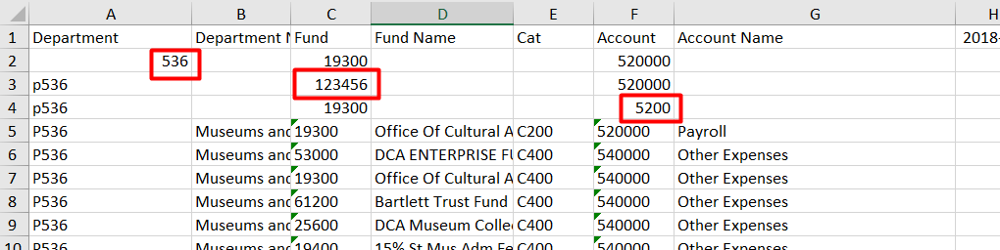 A B C D E F G H
1 Department Department N Fund Fund Name Cat Account Account Name 2018-
2 536 19300 520000
3 p536 123456 520000
4 p536 19300 5200
5 P536 Museums and 19300 Office Of Cultural A C200 520000 Payroll
6 P536 Museums and 53000 DCA ENTERPRISE FU C400 540000 Other Expenses
7 P536 Museums and 19300 Office Of Cultural A C400 540000 Other Expenses
8 P536 Museums and 61200 Bartlett Trust Fund C400 540000 Other Expenses
9 P536 Museums and 25600 DCA Museum Collec C400 540000 Other Expenses
10 P536 Museums and 19400 15% St Mus Adm Fe C400 540000 Other Expenses